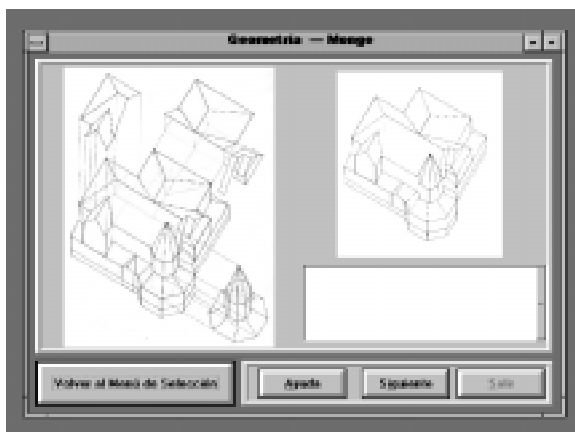 Geometria — Monge
Volver al Menú de Selección
Ayuda
Siguiente
Salir